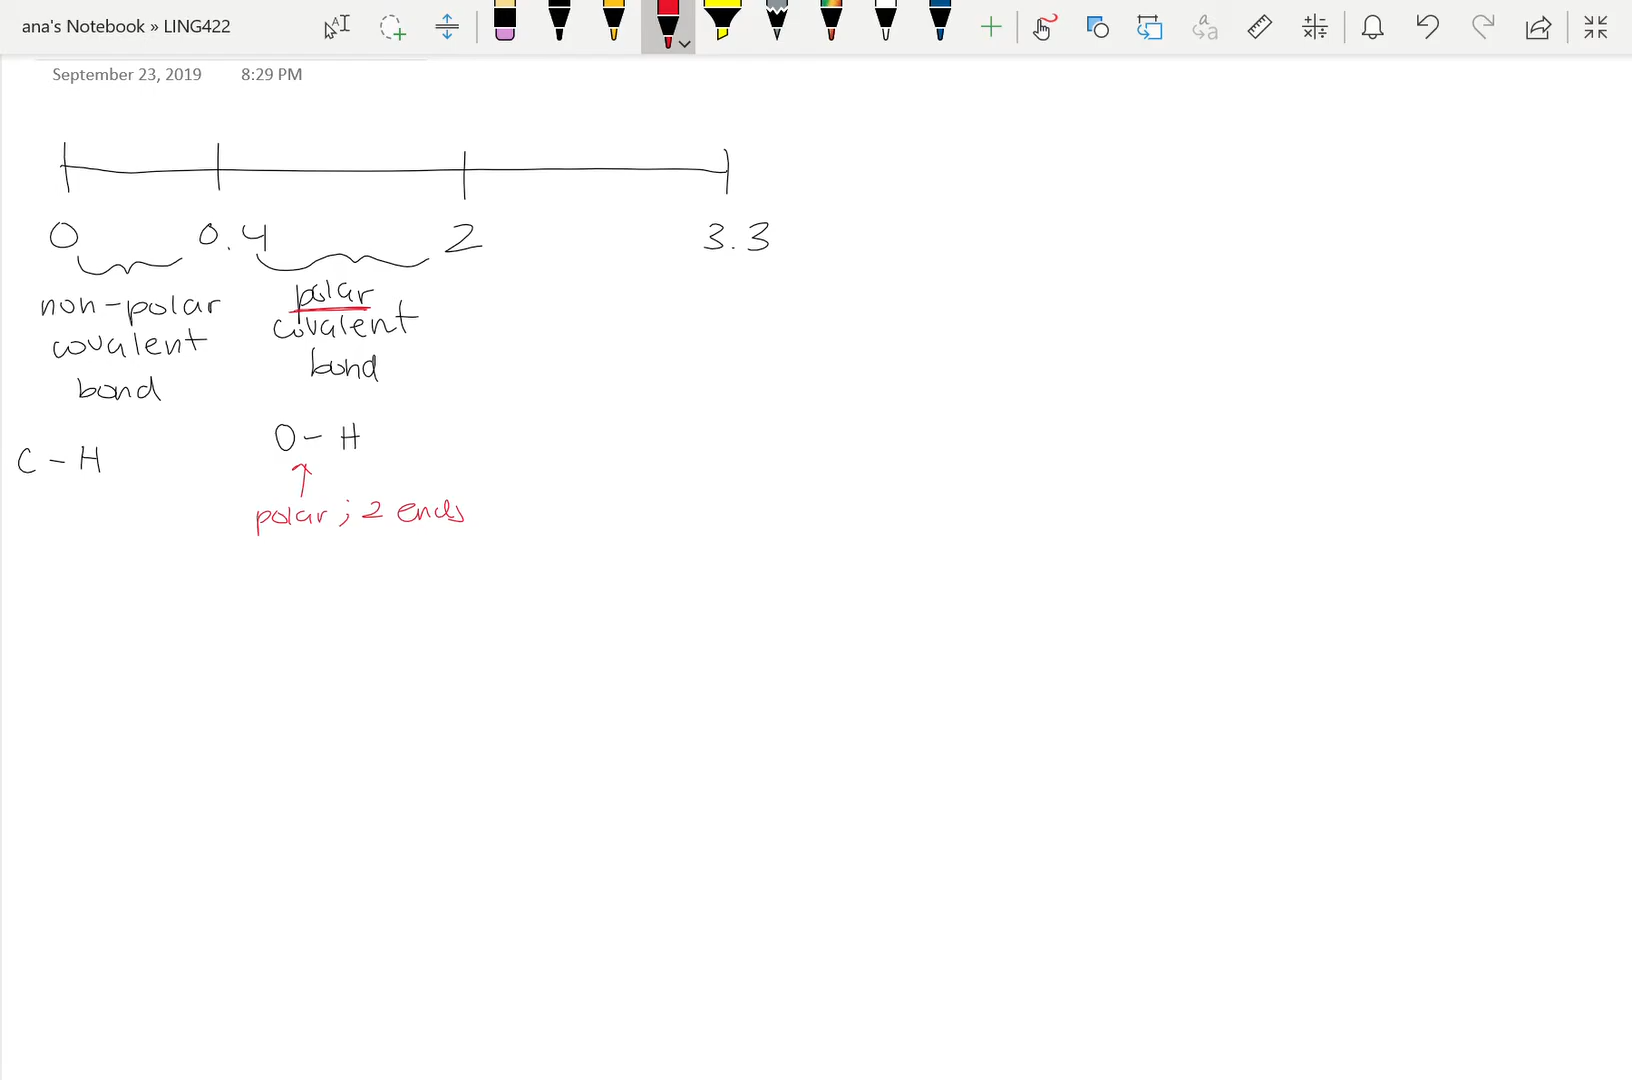 ana's Notebook » LING422
September 23, 2019 8:29 PM
0 0.4 2 3.3
non-polar
covalent
bond
polar
covalent
bond
C - H
O - H
polar ; 2 ends